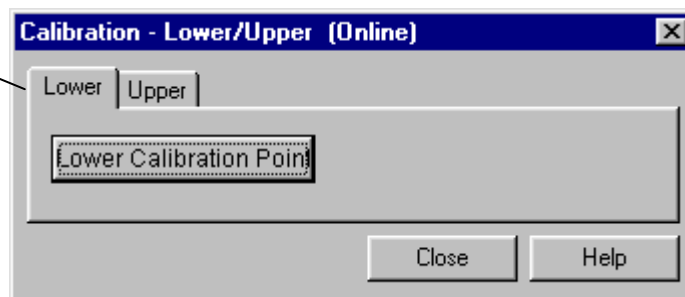 Calibration - Lower/Upper (Online)
Lower Upper
Lower Calibration Poin
Close Help